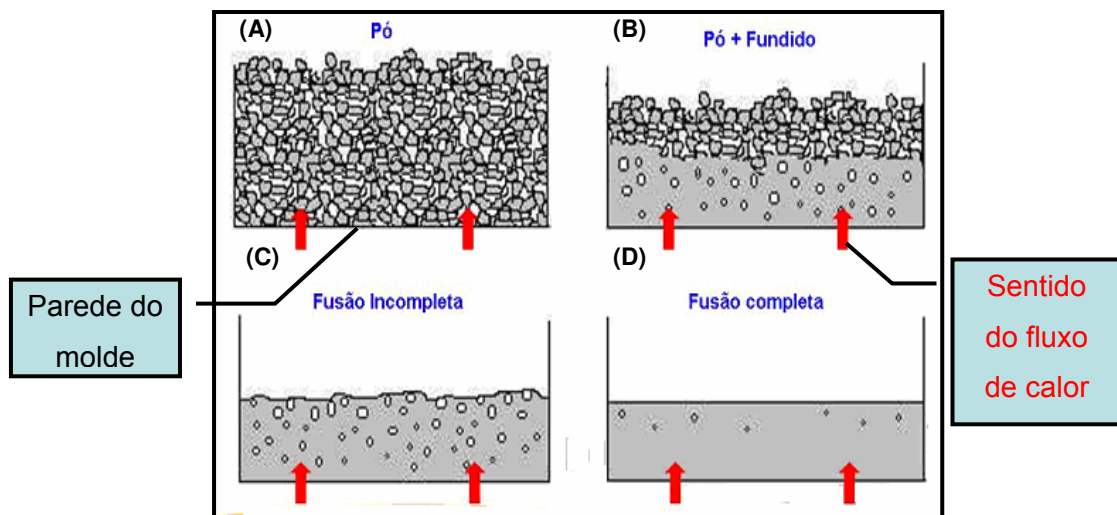 (A)
Pó
(B)
Pó + Fundido
(C)
Fusão Incompleta
(D)
Fusão completa
Parede do
molde
Sentido
do fluxo
de calor